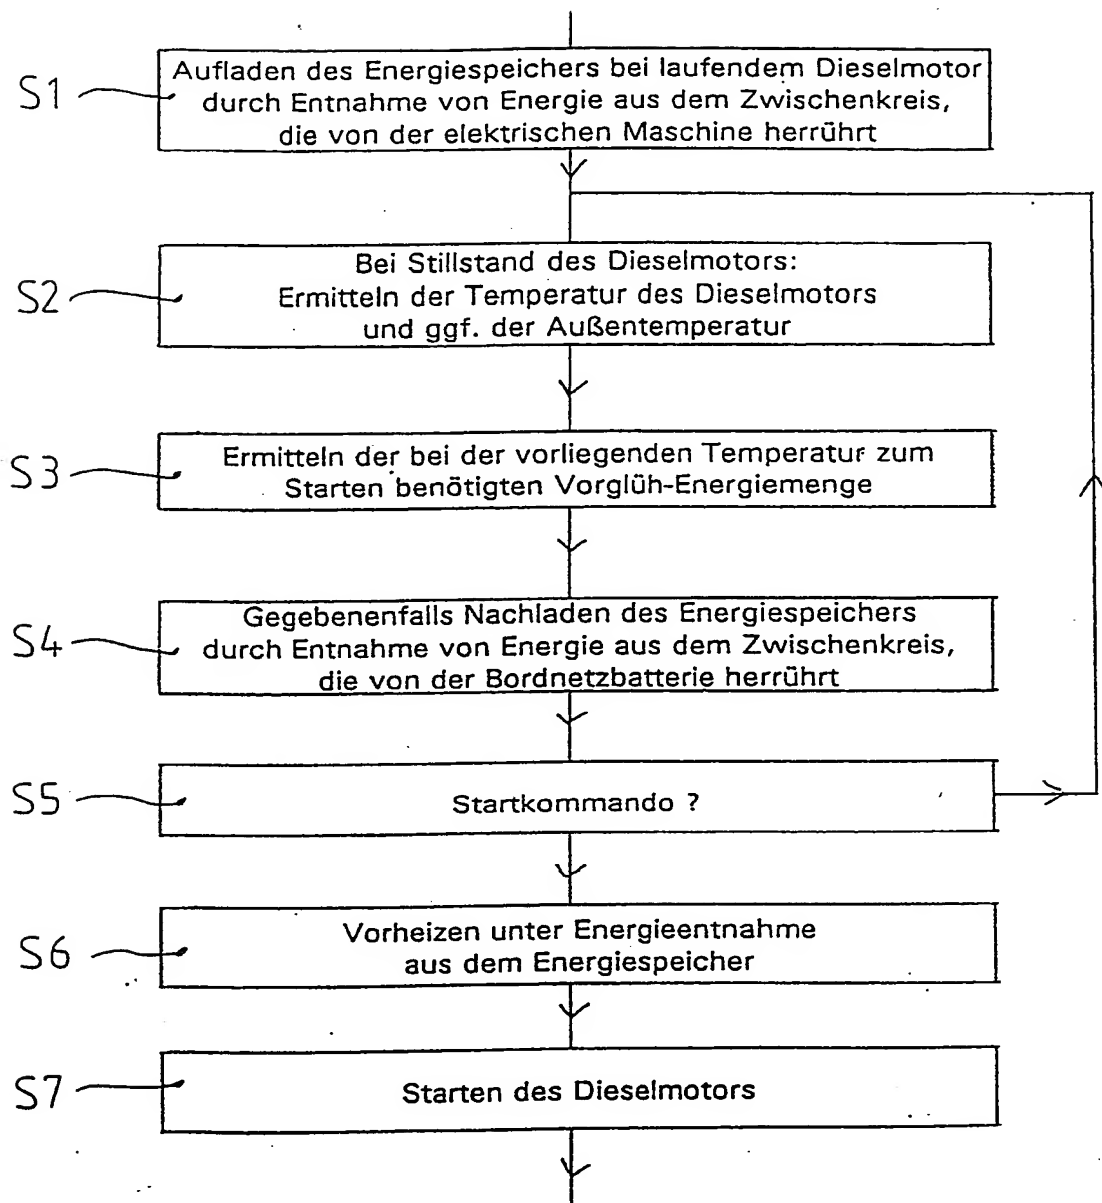 S1
Aufladen des Energiespeichers bei laufendem Dieselmotor
durch Entnahme von Energie aus dem Zwischenkreis,
die von der elektrischen Maschine herrührt
S2
Bei Stillstand des Dieselmotors:
Ermitteln der Temperatur des Dieselmotors
und ggf. der Außentemperatur
S3
Ermitteln der bei der vorliegenden Temperatur zum
Starten benötigten Vorglüh-Energiemenge
S4
Gegebenenfalls Nachladen des Energiespeichers
durch Entnahme von Energie aus dem Zwischenkreis,
die von der Bordnetzbatterie herrührt
S5
Startkommando ?
S6
Vorheizen unter Energieentnahme
aus dem Energiespeicher
S7
Starten des Dieselmotors